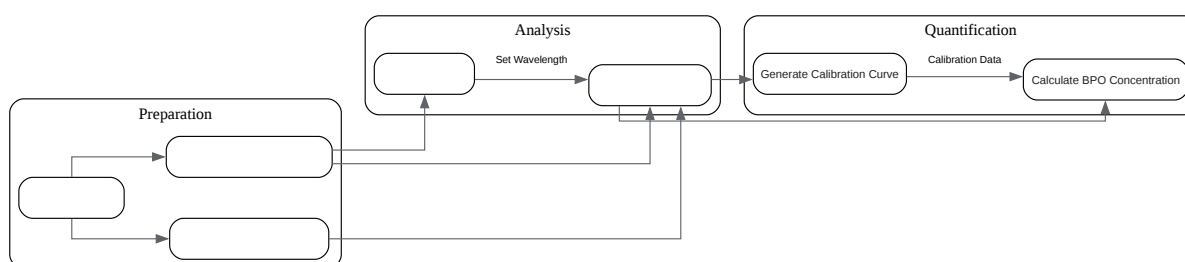 Analysis
Quantification
Set Wavelength
Generate Calibration Curve
Calibration Data
Calculate BPO Concentration
Preparation